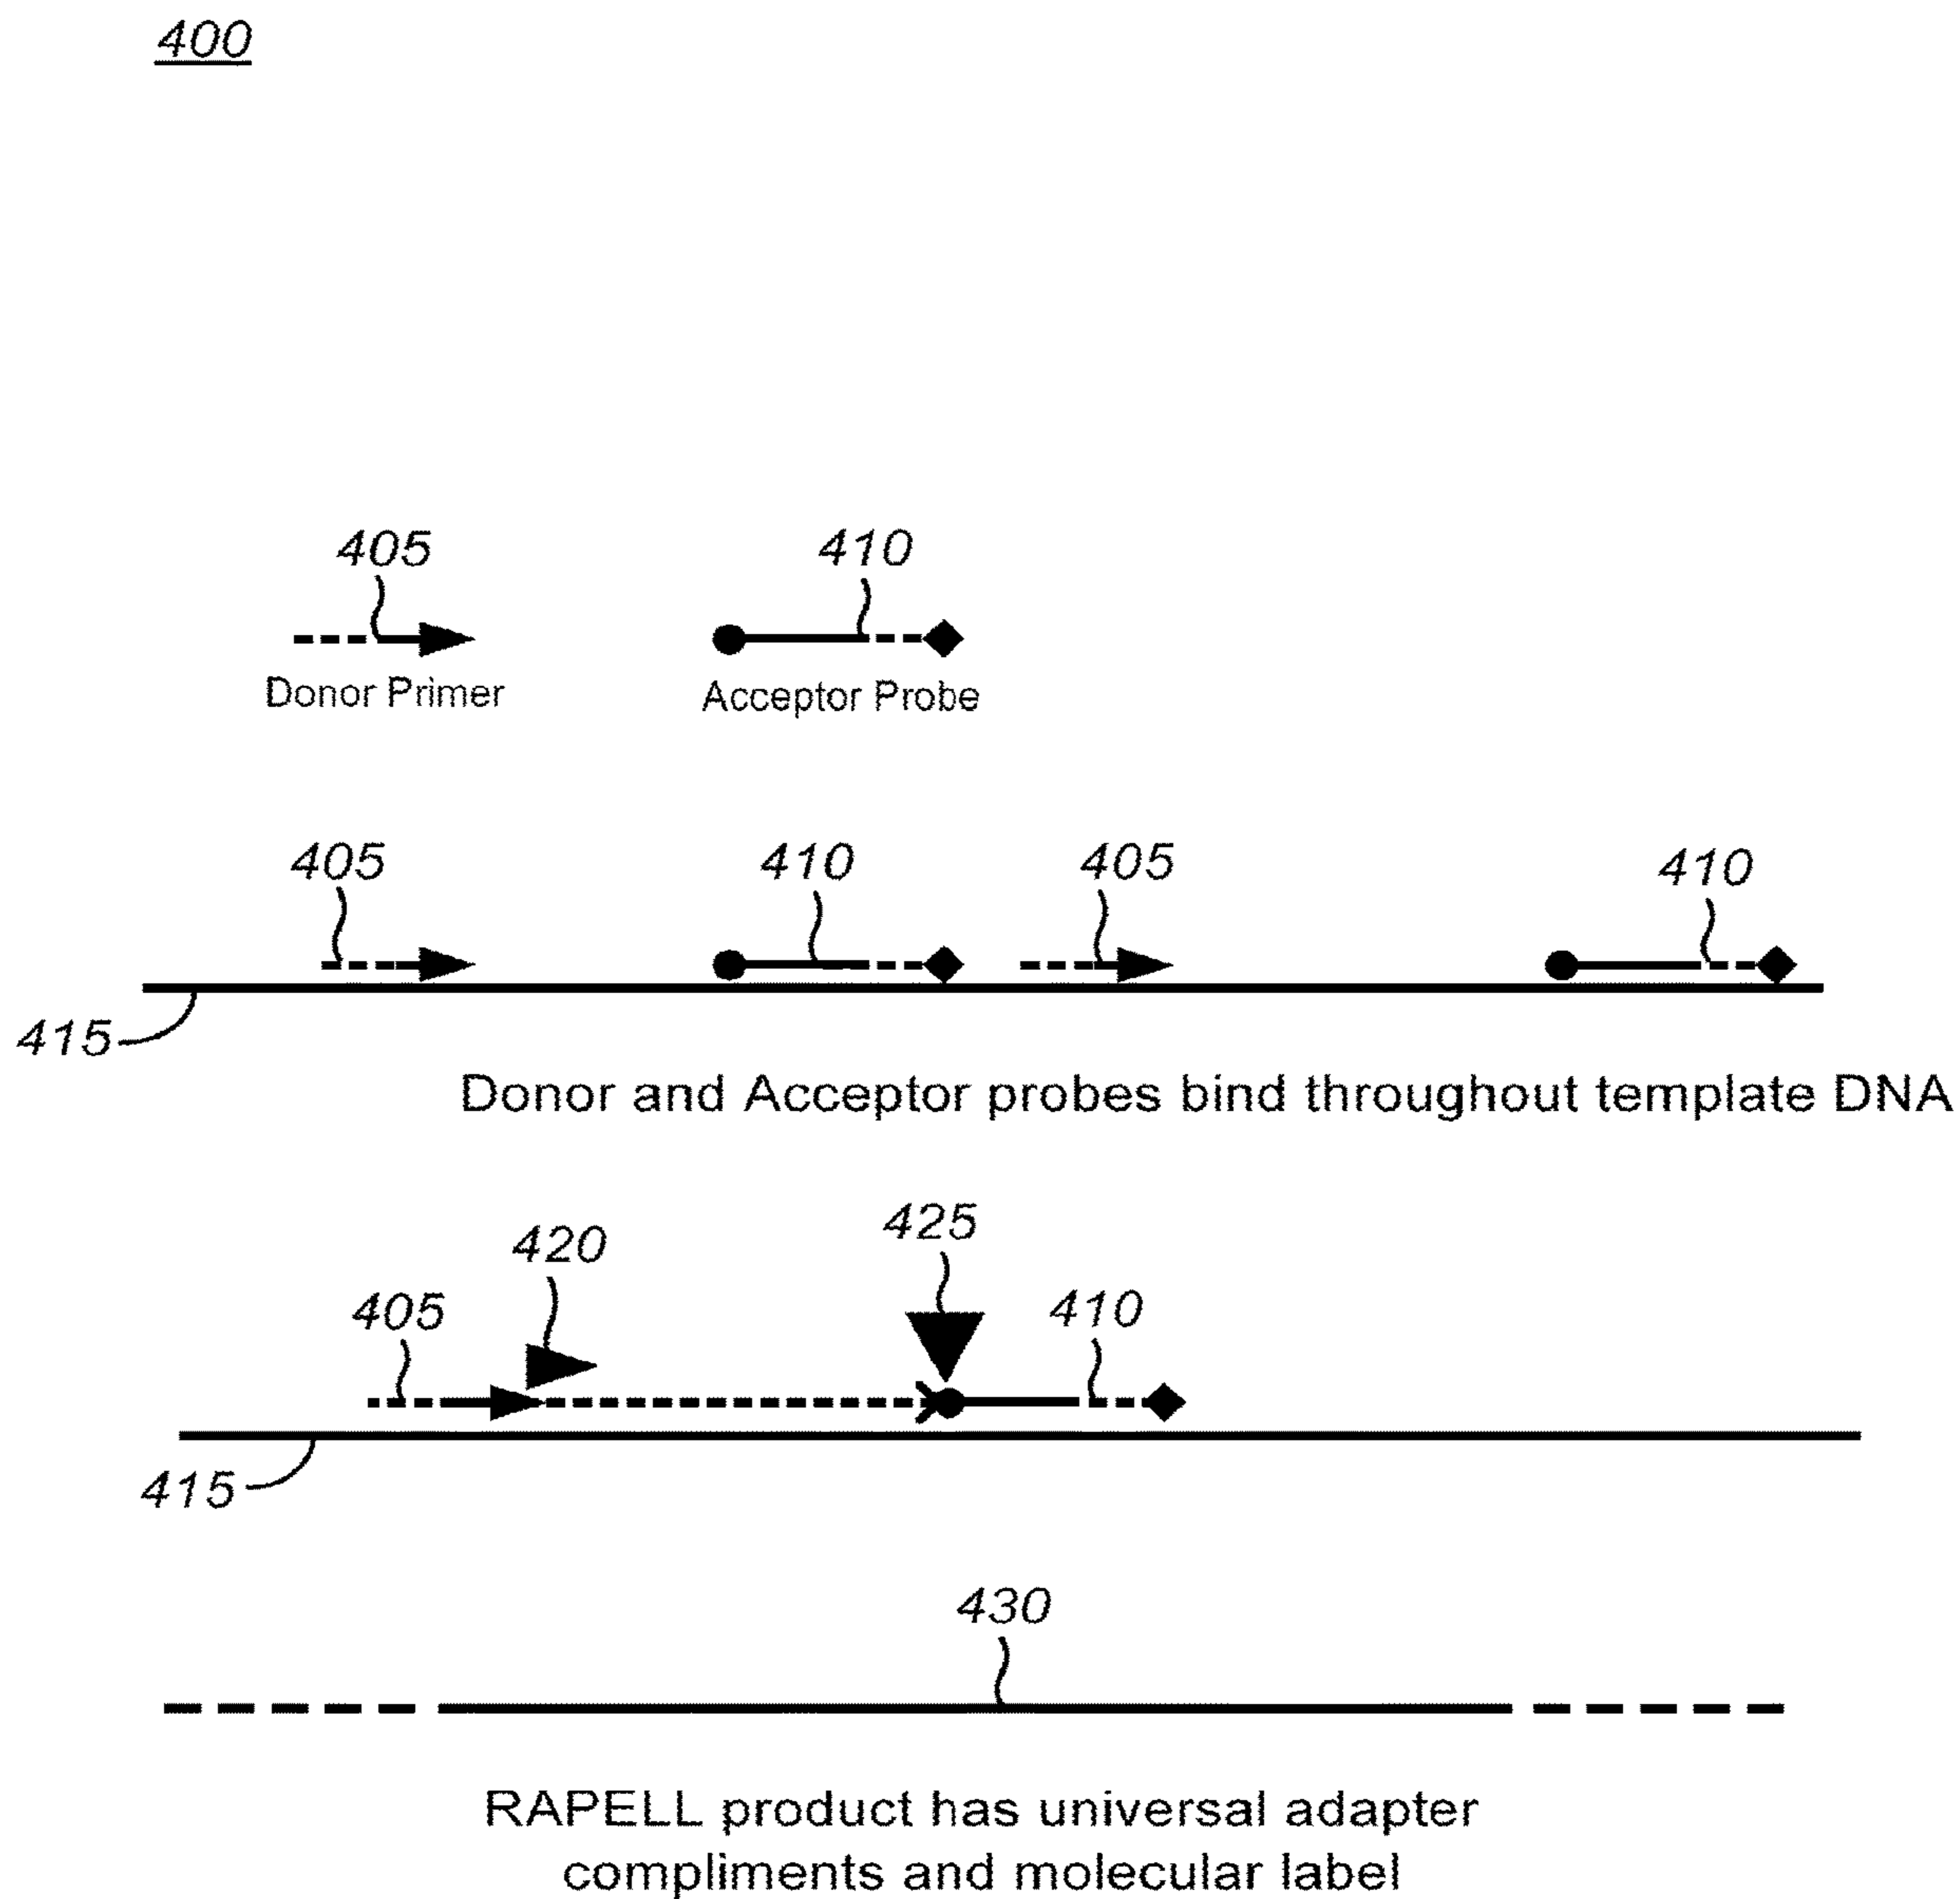 400
405 410
Donor Primer Acceptor Probe
405 410 405 410
415
Donor and Acceptor probes bind throughout template DNA
425
420
405 410
415
430
RAPELL product has universal adapter
compliments and molecular label